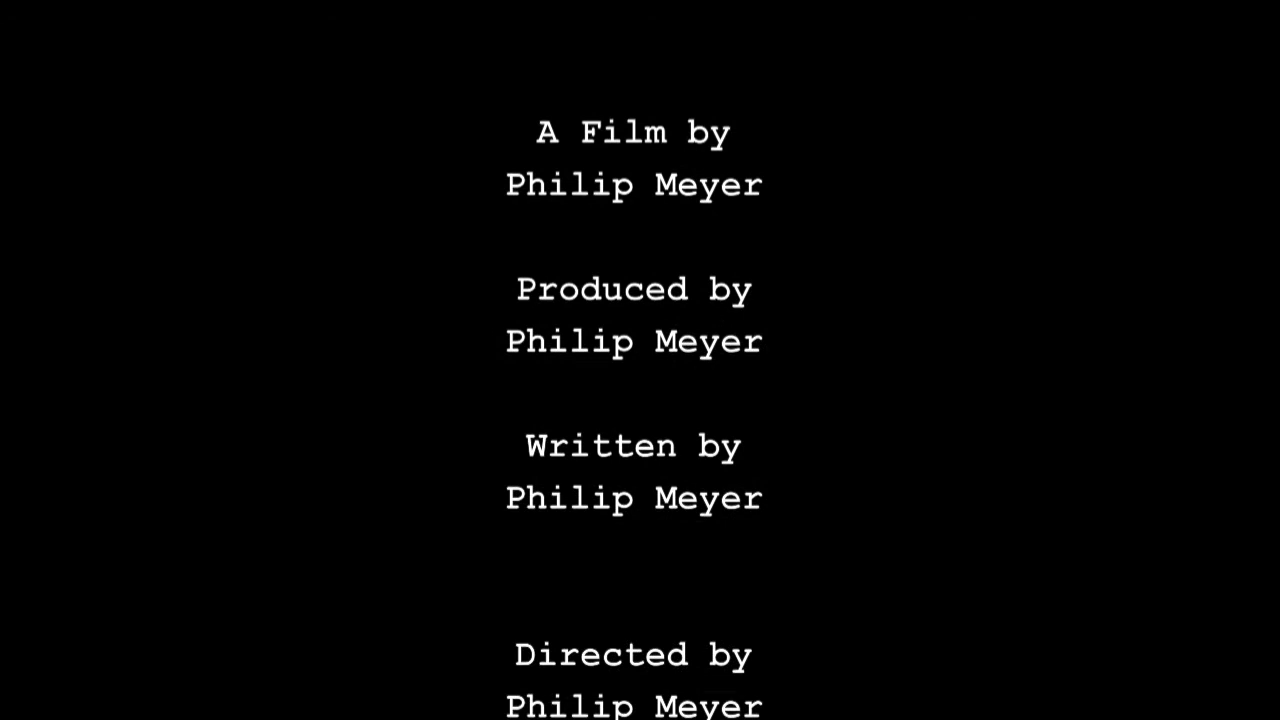 A Film by
Philip Meyer
Produced by
Philip Meyer
Written by
Philip Meyer
Directed by
Philip Meyer